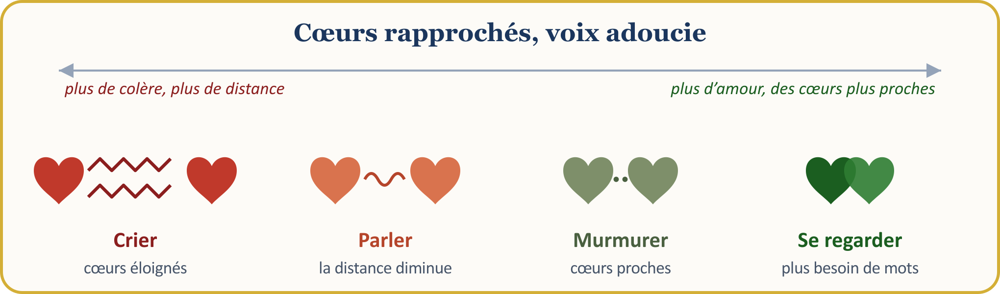 Cœurs rapprochés, voix adoucie
plus de colère, plus de distance
plus d’amour, des cœurs plus proches
Crier
cœurs éloignés
Parler
la distance diminue
Murmurer
cœurs proches
Se regarder
plus besoin de mots